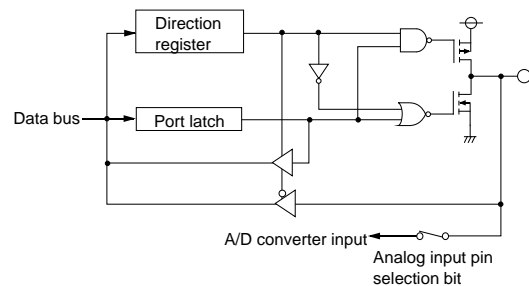 Direction
register
Data bus
Port latch
A/D converter input
Analog input pin
selection bit